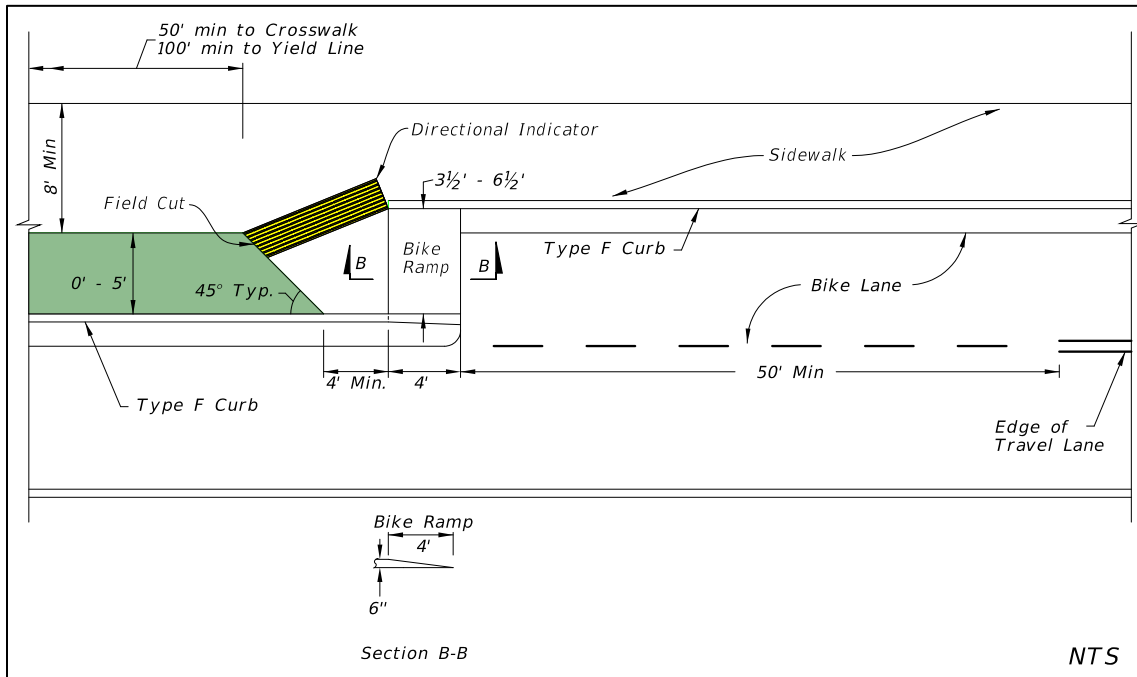 50' min to Crosswalk
100' min to Yield Line
8' Min
Directional Indicator
Sidewalk
3½' - 6½'
Field Cut
B
Bike
Ramp
B
Type F Curb
0' - 5'
45° Typ.
Bike Lane
4' Min.
4'
50' Min
Type F Curb
Edge of
Travel Lane
Bike Ramp
4'
6"
Section B-B
NTS